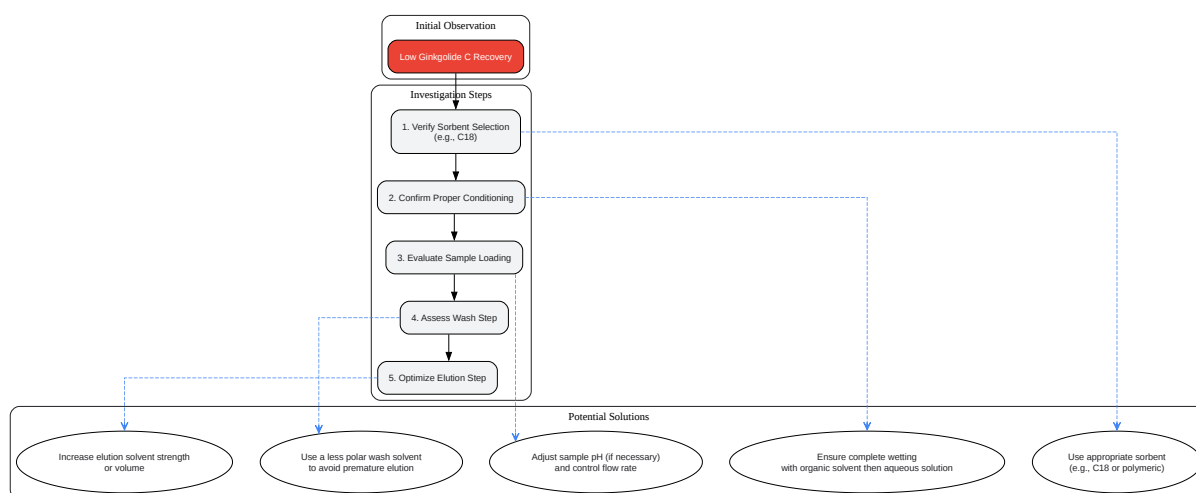 Initial Observation
Low Ginkgolide C Recovery
Investigation Steps
1. Verify Sorbent Selection
(e.g., C18)
2. Confirm Proper Conditioning
3. Evaluate Sample Loading
4. Assess Wash Step
5. Optimize Elution Step
Potential Solutions
Increase elution solvent strength
or volume
Use a less polar wash solvent
to avoid premature elution
Adjust sample pH (if necessary)
and control flow rate
Ensure complete wetting
with organic solvent then aqueous solution
Use appropriate sorbent
(e.g., C18 or polymeric)